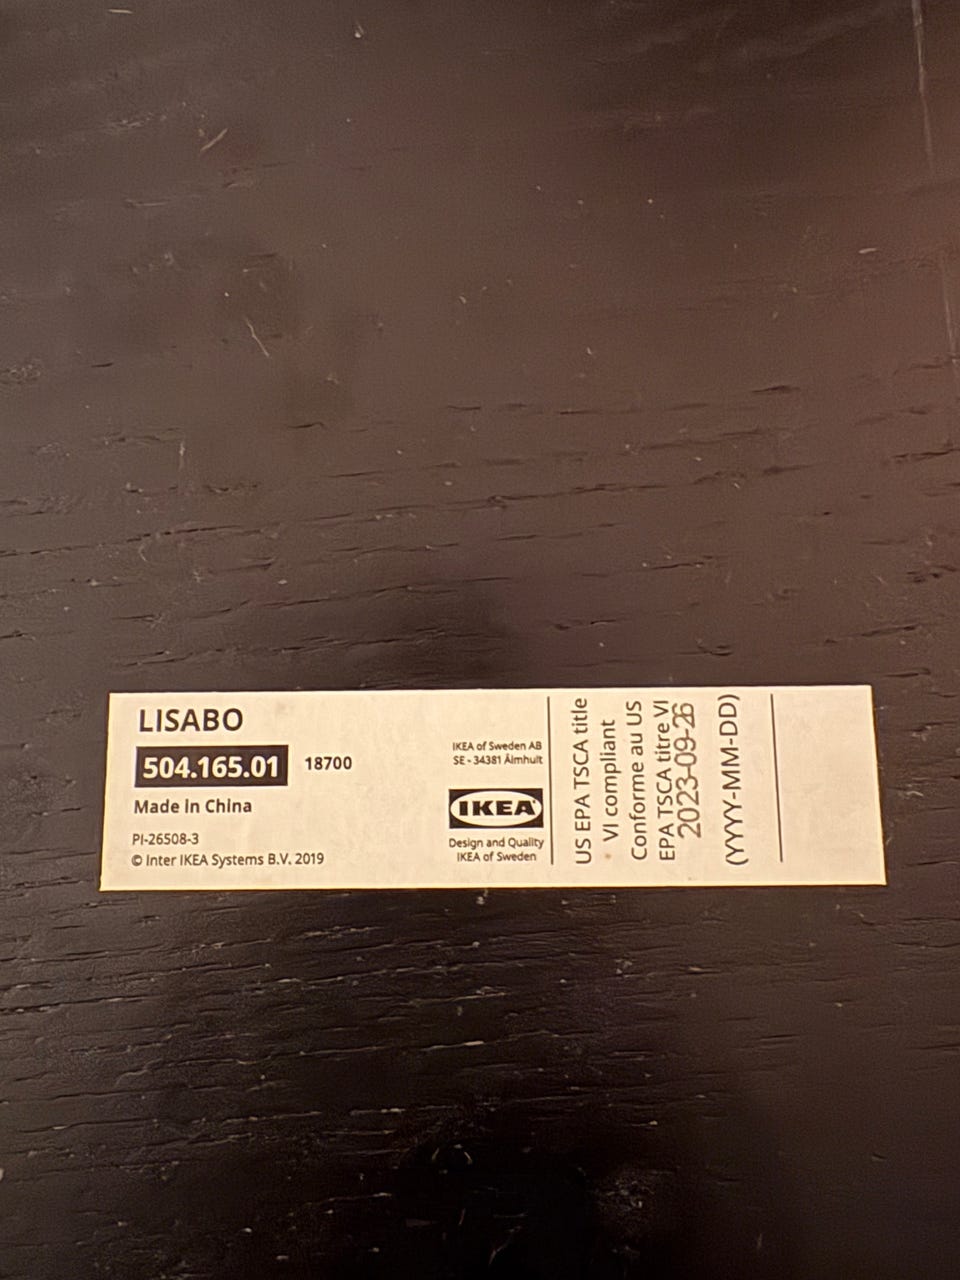 LISABO
504.165.01 18700
Made in China
PI-26508-3
© Inter IKEA Systems B.V. 2019
IKEA of Sweden AB
SE - 34381 Älmhult
IKEA
Design and Quality
IKEA of Sweden
US EPA TSCA title
VI compliant
Conforme au US
EPA TSCA titre VI
2023-09-26
(YYYY-MM-DD)